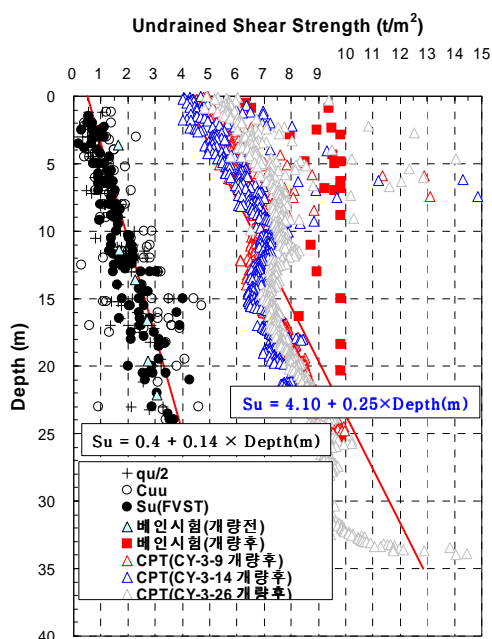 Undrained Shear Strength (t/m²)
0 1 2 3 4 5 6 7 8 9 10 11 12 13 14 15
0
5
10
15
20
25
30
35
40
Depth (m)
Su = 4.10 + 0.25×Depth(m)
Su = 0.4 + 0.14 × Depth(m)
qu/2
Cuu
Su(FVST)
베인시험(개량전)
베인시험(개량후)
CPT(CY-3-9 개량후)
CPT(CY-3-14 개량후)
CPT(CY-3-26 개량후)